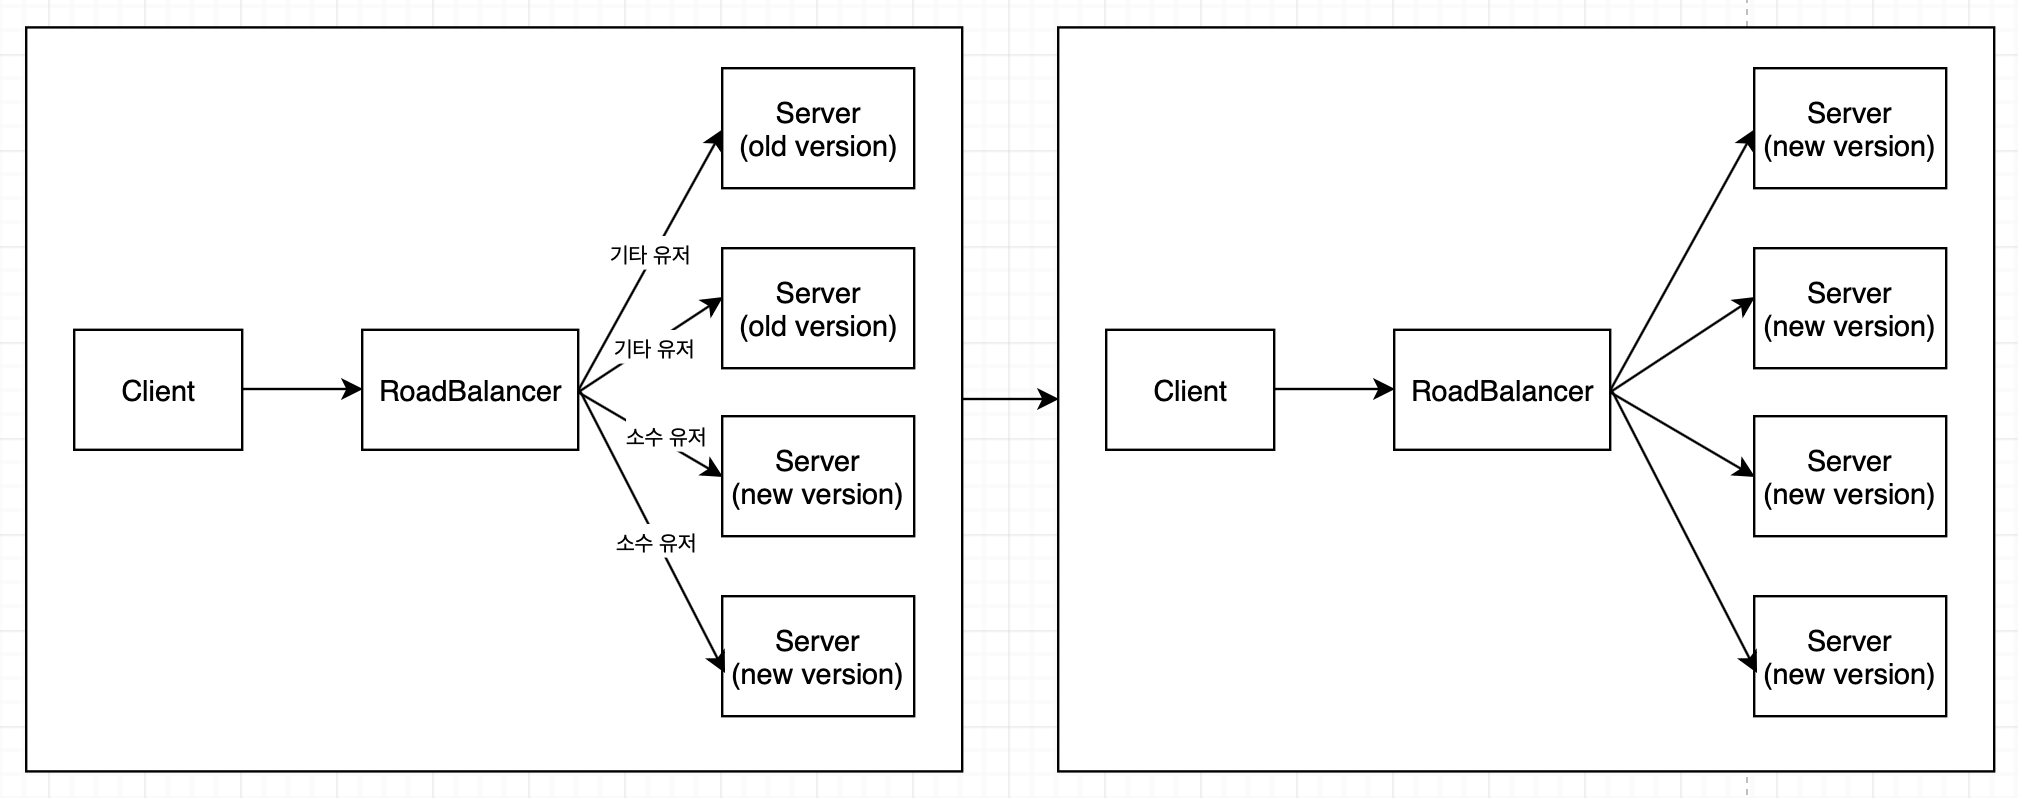 Server
(old version)
기타 유저
Server
(old version)
기타 유저
Client
RoadBalancer
소수 유저
Server
(new version)
소수 유저
Server
(new version)
Server
(new version)
Server
(new version)
Client
RoadBalancer
Server
(new version)
Server
(new version)